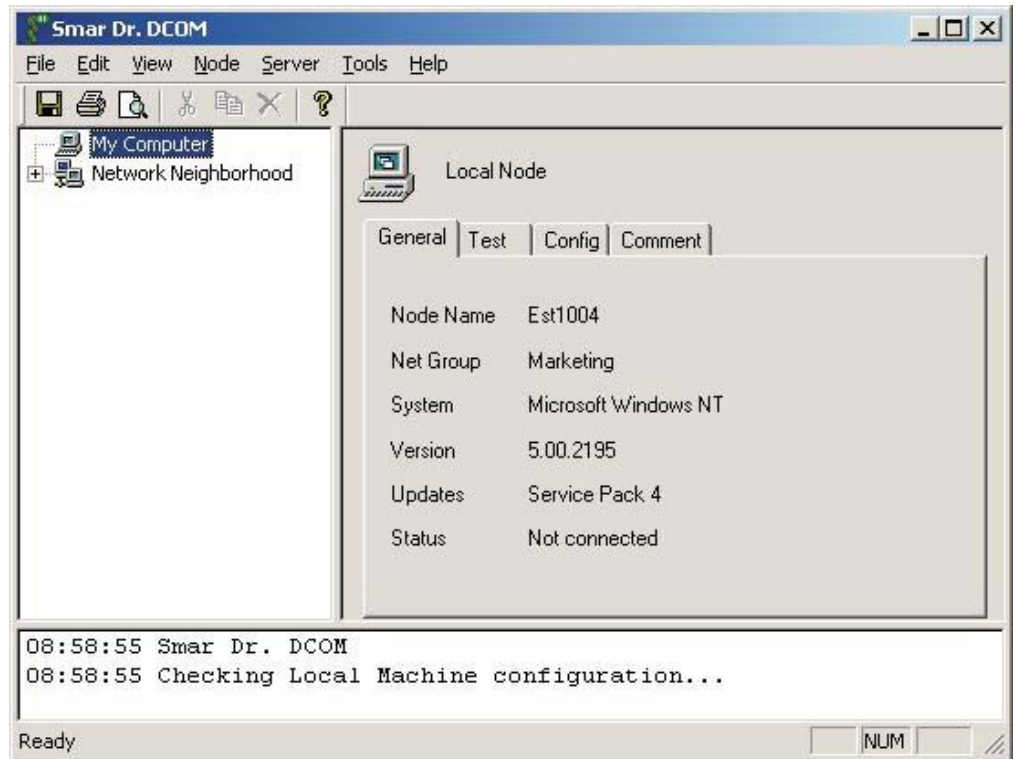 Smar Dr. DCOM
File Edit View Node Server Tools Help
My Computer
Network Neighborhood
Local Node
General Test Config Comment
Node Name Est1004
Net Group Marketing
System Microsoft Windows NT
Version 5.00.2195
Updates Service Pack 4
Status Not connected
08:58:55 Smar Dr. DCOM
08:58:55 Checking Local Machine configuration...
Ready NUM